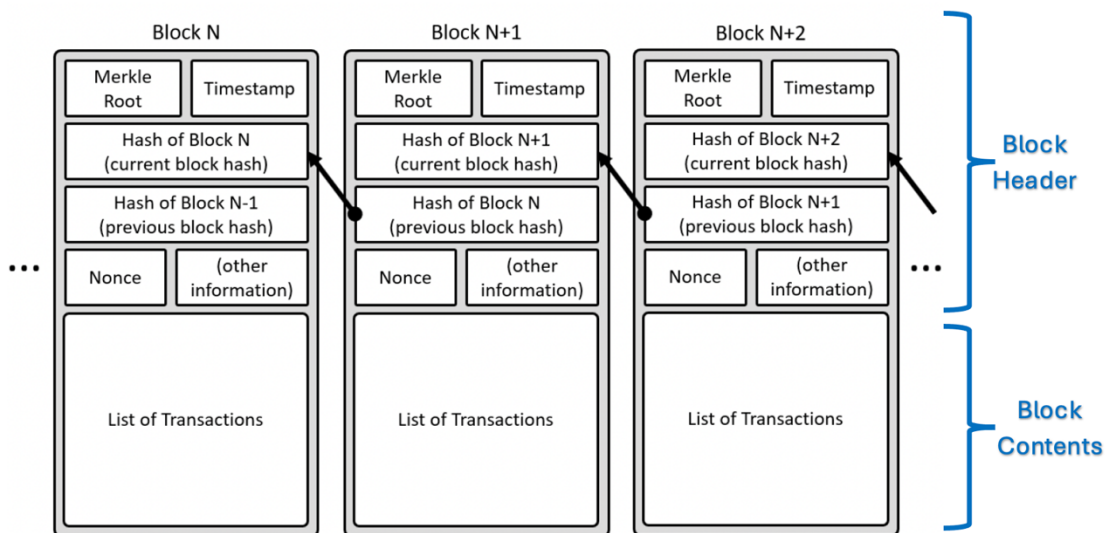 Block N
Block N+1
Block N+2
Merkle
Root
Timestamp
Hash of Block N
(current block hash)
Hash of Block N-1
(previous block hash)
Nonce
(other
information)
List of Transactions
Merkle
Root
Timestamp
Hash of Block N+1
(current block hash)
Hash of Block N
(previous block hash)
Nonce
(other
information)
List of Transactions
Merkle
Root
Timestamp
Hash of Block N+2
(current block hash)
Hash of Block N+1
(previous block hash)
Nonce
(other
information)
List of Transactions
...
...
Block
Header
Block
Contents